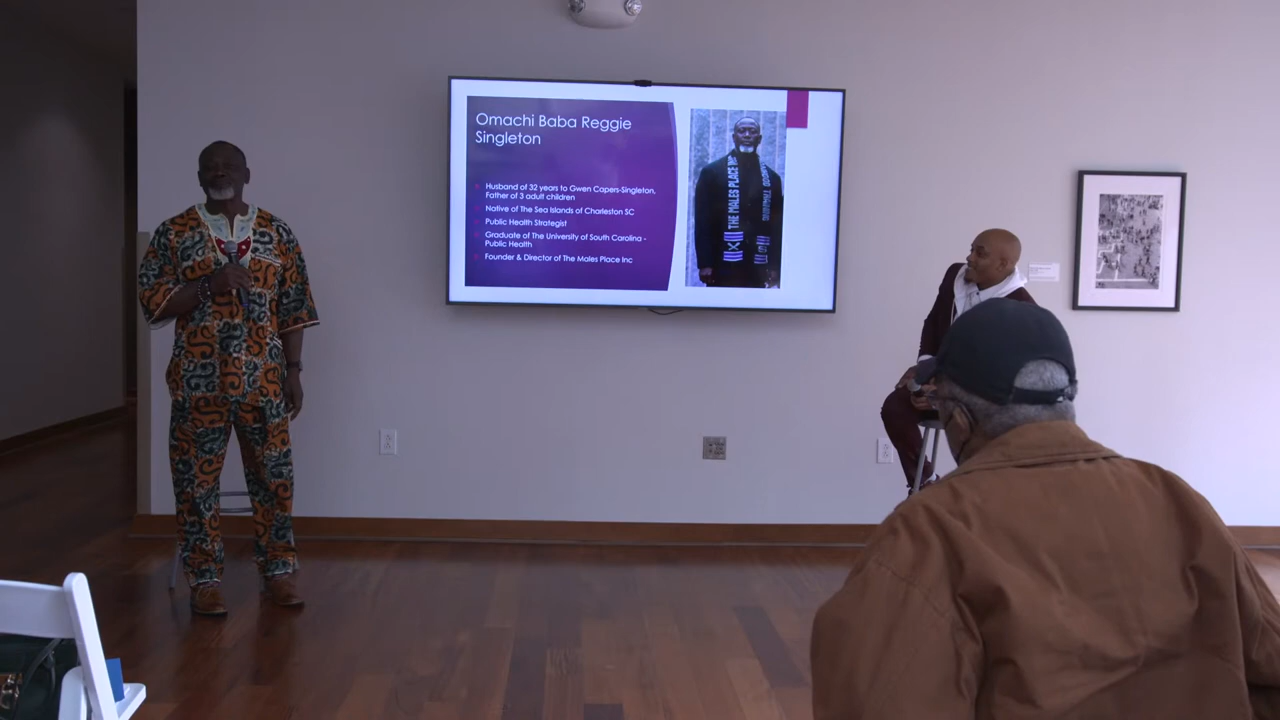 Omachi Baba Reggie
Singleton
Husband of 32 years to Gwen Capers-Singleton,
Father of 3 adult children
Native of The Sea Islands of Charleston SC
Public Health Strategist
Graduate of The University of South Carolina -
Public Health
Founder & Director of The Males Place Inc
THE MALES PLACE INC